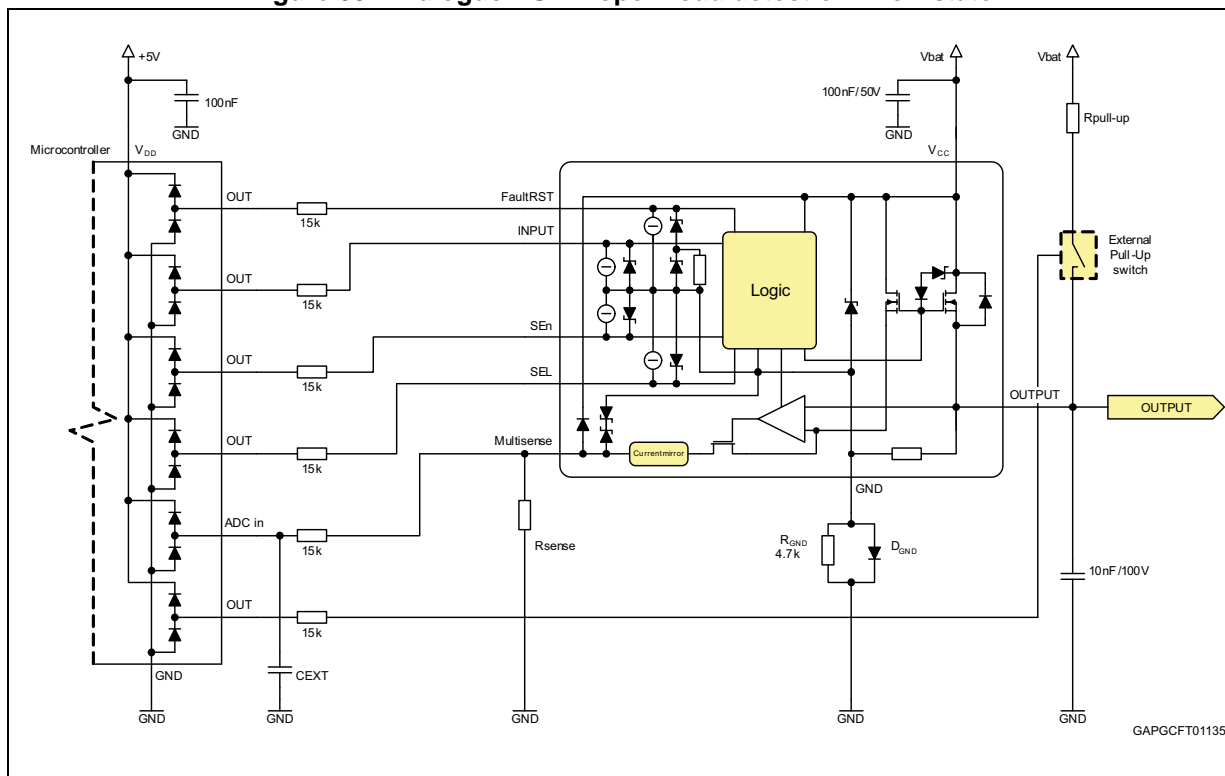 +5V
Vbat
Vbat
100nF
100nF/50V
GND
GND
Rpull-up
Microcontroller
VDD
VCC
OUT
15k
FaultRST
INPUT
OUT
15k
Logic
External
Pull-Up
switch
SEn
OUT
15k
SEL
OUTPUT
OUTPUT
OUT
15k
Multisense
Currentmirror
GND
ADC in
15k
Rsense
RGND
4.7k
DGND
10nF/100V
OUT
15k
GND
CEXT
GND
GND
GND
GND
GND
GAPGCFT01135